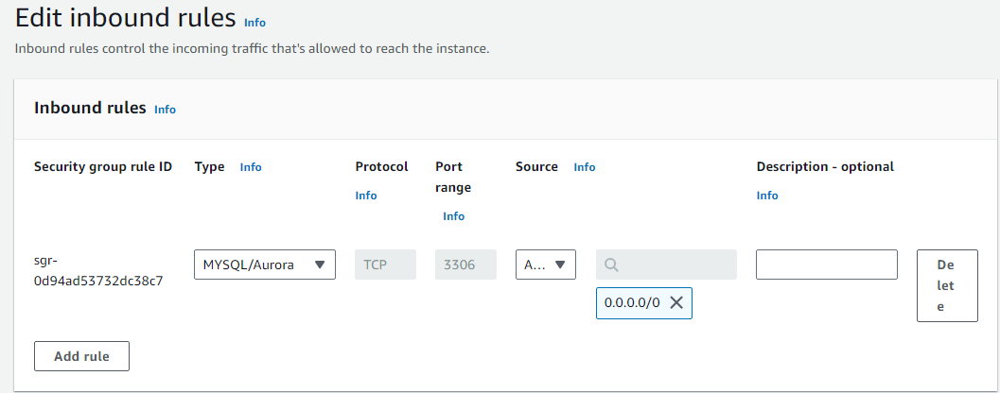 Edit inbound rules Info
Inbound rules control the incoming traffic that's allowed to reach the instance.
Inbound rules Info
Security group rule ID Type Info Protocol Info Port range Info Source Info Description - optional Info
sgr-
0d94ad53732dc38c7
MYSQL/Aurora
TCP
3306
A...
0.0.0.0/0
De
let
e
Add rule